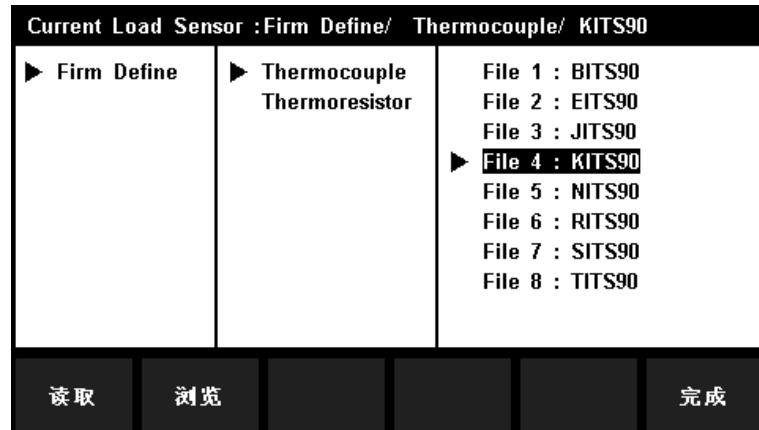 Current Load Sensor :Firm Define/ Thermocouple/ KITS90
Firm Define
Thermocouple
Thermoresistor
File 1 : BITS90
File 2 : EITS90
File 3 : JITS90
File 4 : KITS90
File 5 : NITS90
File 6 : RITS90
File 7 : SITS90
File 8 : TITS90
读取 浏览 完成